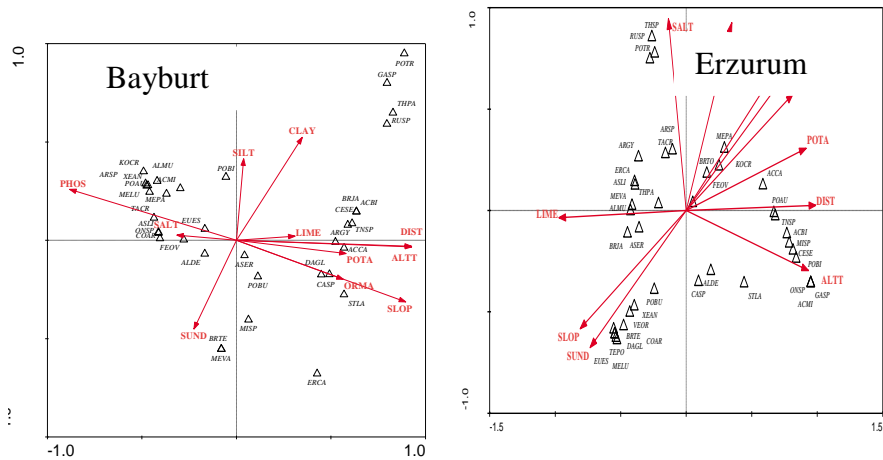 Bayburt
1.0
POTR
GASP
THPA
RUSP
CLAY
SILT
KOCR
ALMU
ARSP
XEAN
POAU
ACMI
MELU
MEPA
POBI
PHOS
TACR
ASLI
SALT
ONSP
COAR
EUES
FEOV
ALDE
BRJA
ACBI
CESE
TNSP
LIME
ARGY
DIST
ACCA
POTA
ALTT
ASER
DAGL
POBU
CASP
ORMA
STLA
SLOP
SUND
MISP
BRTE
MEVA
ERCA
-1.0
1.0
Erzurum
1.0
THSP
SALT
RUSP
POTR
ARSP
ARGY
TACR
MEPA
POTA
BRTO
KOCR
ERCA
ACCA
ASLI
FEOV
THPA
MEVA
ALMU
POAU
DIST
LIME
TNSP
BRJA
ASER
ACBI
MISP
CESE
POBI
ALTT
ALDE
CASP
STLA
ONSP
GASP
ACMI
POBU
XEAN
SLOP
VEOR
SUND
BRTE
COAR
TEPO
DAGL
EUES
MELU
-1.0
-1.5
1.5